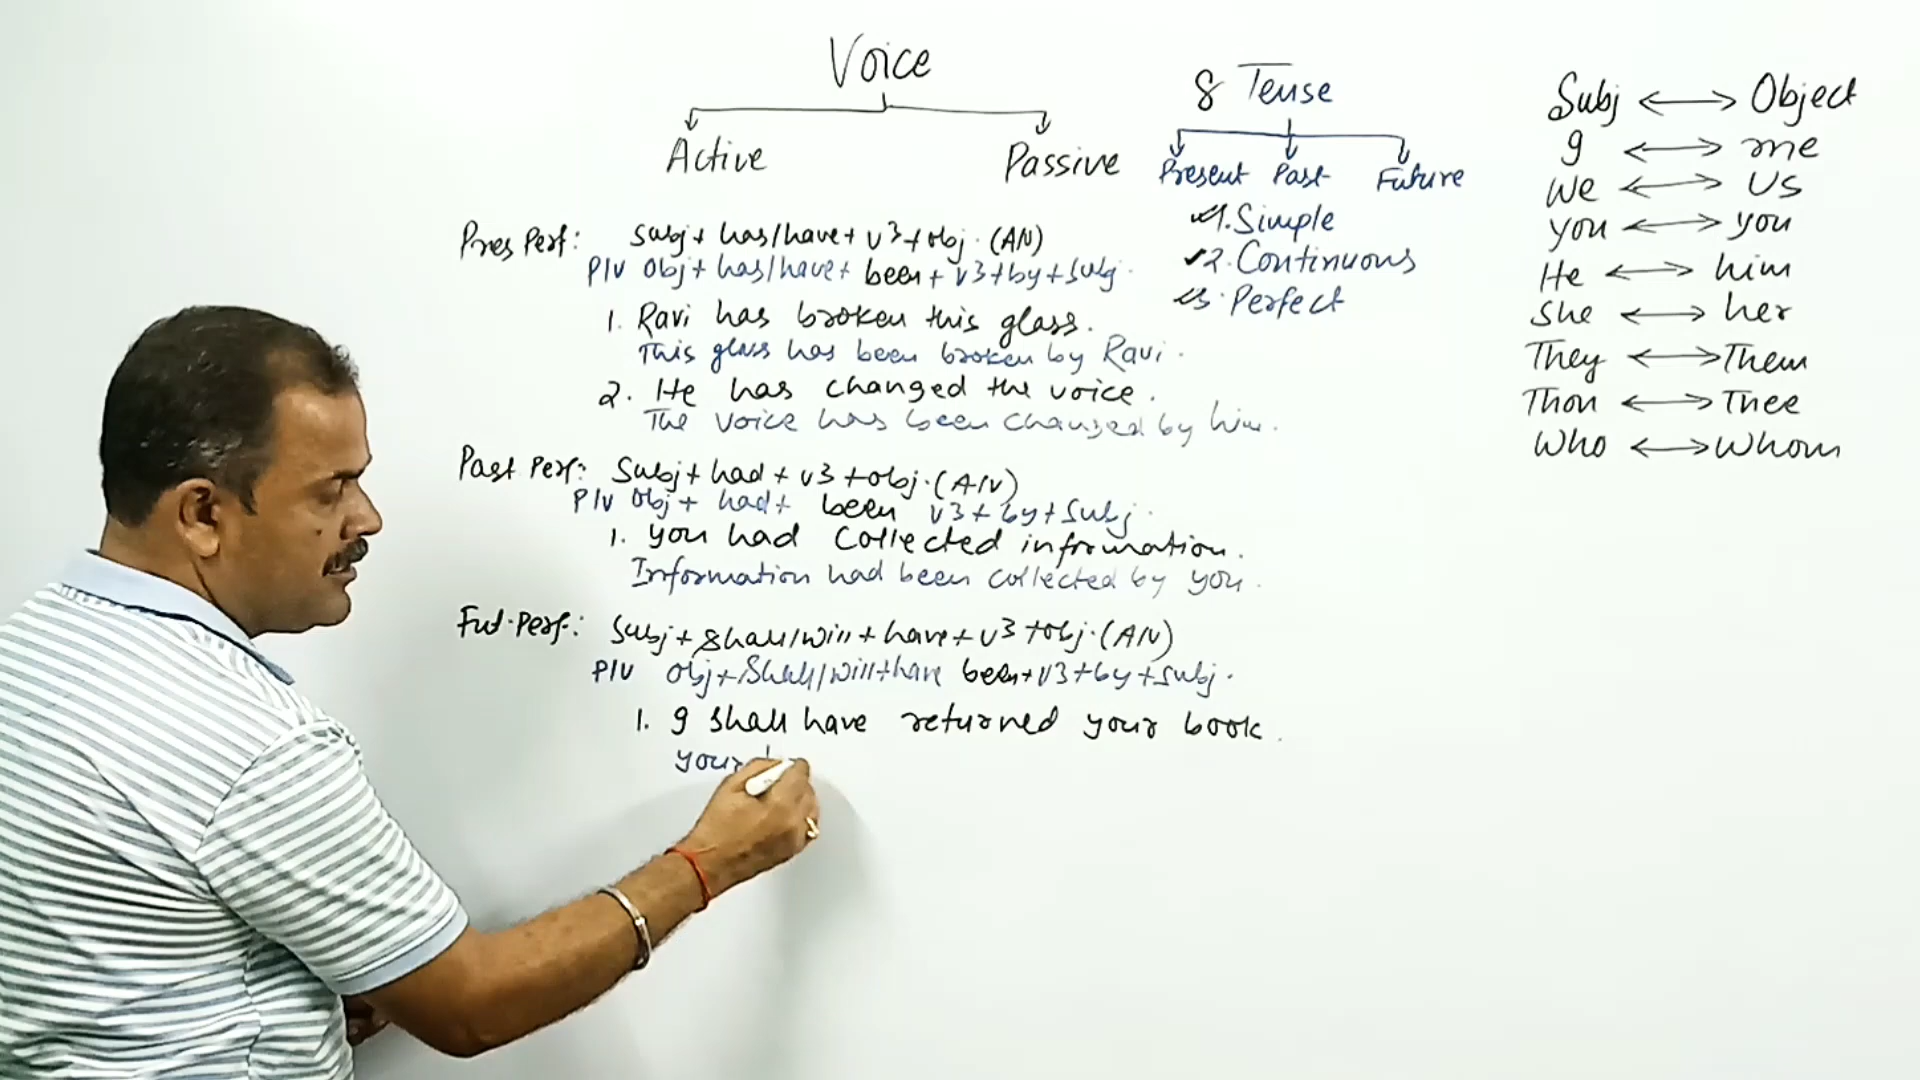 Voice
Active Passive
8 Tense
Present Past Future
1. Simple
2. Continuous
3. Perfect
Subj ⟷ Object
I ⟷ me
We ⟷ Us
you ⟷ you
He ⟷ him
She ⟷ her
They ⟷ Them
Thou ⟷ Thee
Who ⟷ Whom
Pres Perf: Subj + has/have + v3 + obj. (A/V)
P/V Obj + has/have + been + v3 + by + Subj.
1. Ravi has broken this glass.
This glass has been broken by Ravi.
2. He has changed the voice.
The voice has been changed by him.
Past Perf: Subj + had + v3 + obj. (A/V)
P/V Obj + had + been v3 + by + Subj.
1. you had Collected information.
Information had been collected by you.
Fut. Perf.: Subj + Shall/will + have + v3 + obj. (A/V)
P/V obj + Shall/will + have been + v3 + by + subj.
1. I shall have returned your book.
your